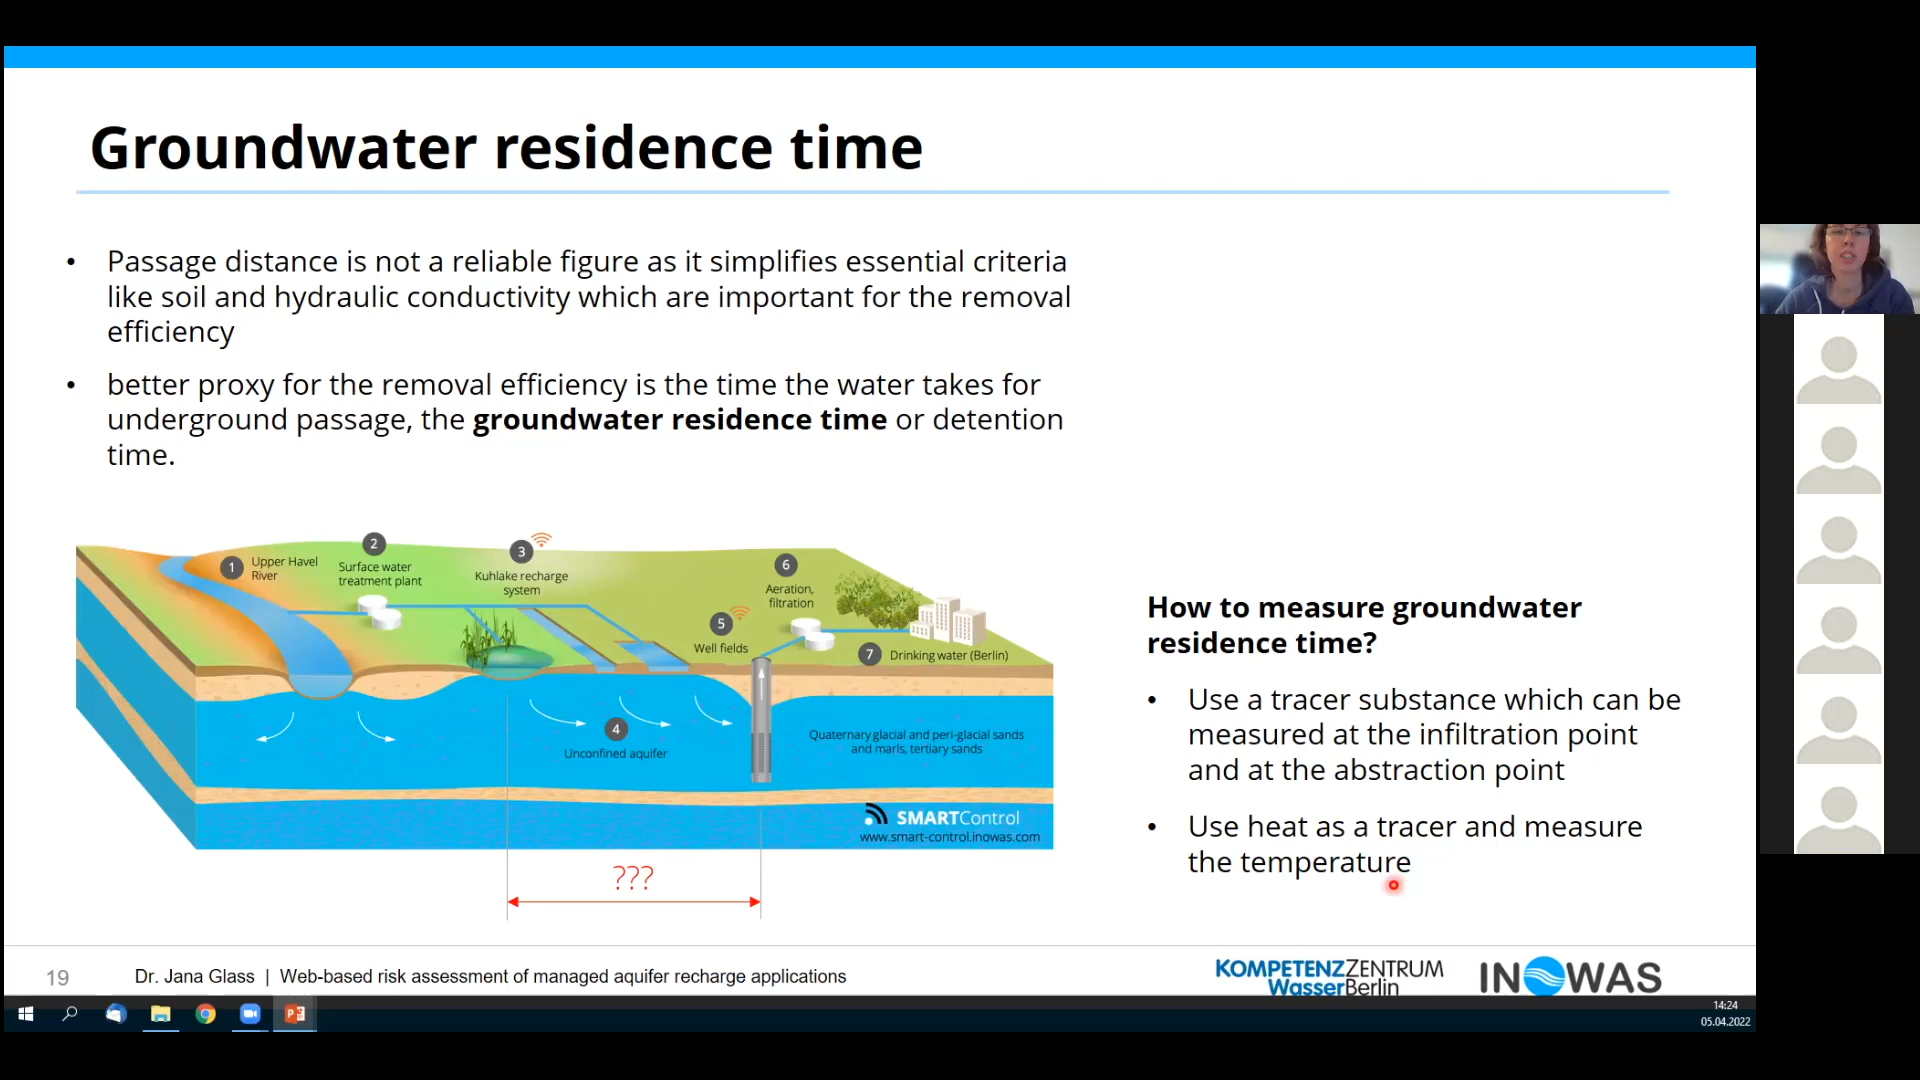 Groundwater residence time
• Passage distance is not a reliable figure as it simplifies essential criteria
like soil and hydraulic conductivity which are important for the removal
efficiency
• better proxy for the removal efficiency is the time the water takes for
underground passage, the groundwater residence time or detention
time.
1 Upper Havel
River
2
Surface water
treatment plant
3
Kuhlake recharge
system
4
Unconfined aquifer
5
Well fields
6
Aeration,
filtration
7 Drinking water (Berlin)
Quaternary glacial and peri-glacial sands
and marls, tertiary sands
SMARTControl
www.smart-control.inowas.com
???
How to measure groundwater
residence time?
• Use a tracer substance which can be
measured at the infiltration point
and at the abstraction point
• Use heat as a tracer and measure
the temperature
19 Dr. Jana Glass | Web-based risk assessment of managed aquifer recharge applications
KOMPETENZZENTRUM
WasserBerlin
INOWAS
14:24
05.04.2022